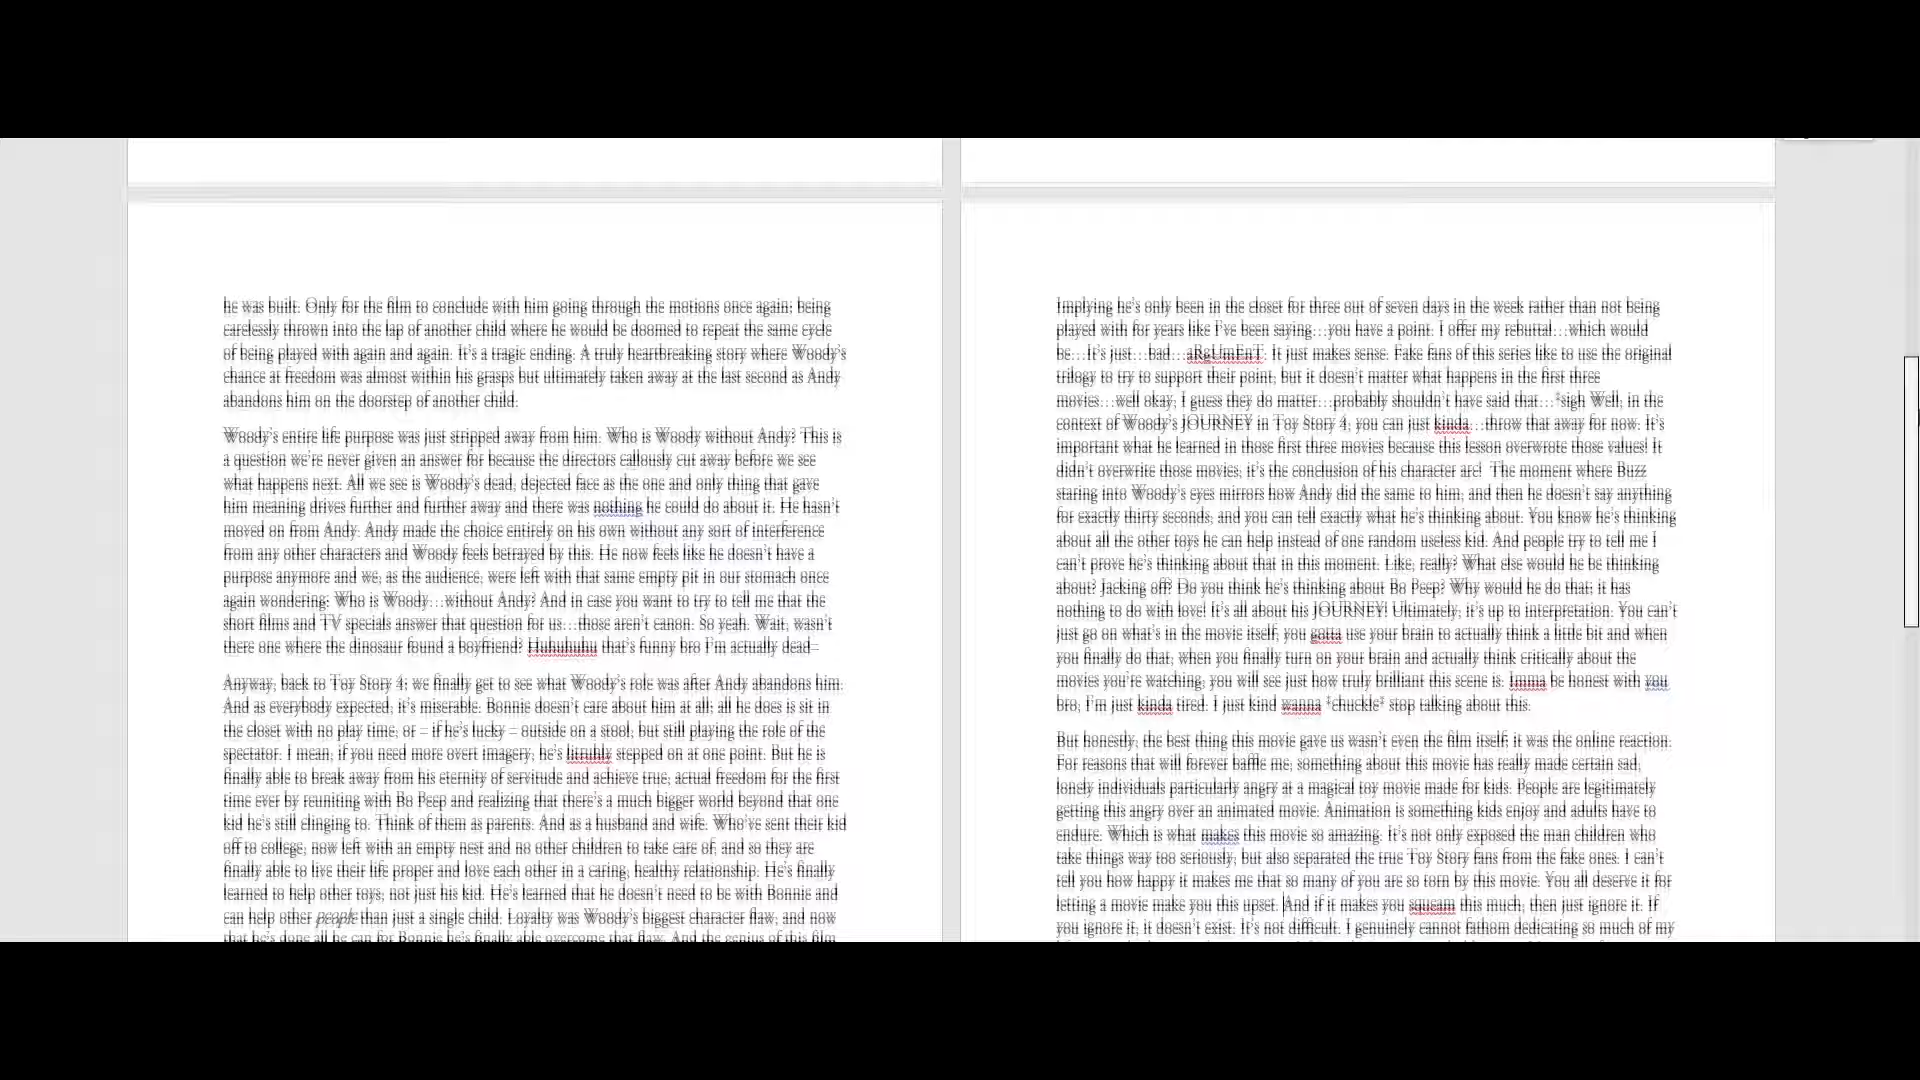 he was built. Only for the film to conclude with him going through the motions once again; being
carelessly thrown into the lap of another child where he would be doomed to repeat the same cycle
of being played with again and again. It's a tragic ending. A truly heartbreaking story where Woody's
chance at freedom was almost within his grasps but ultimately taken away at the last second as Andy
abandons him on the doorstep of another child.
Woody's entire life purpose was just stripped away from him. Who is Woody without Andy? This is
a question we're never given an answer for because the directors callously cut away before we see
what happens next. All we see is Woody's dead, dejected face as the one and only thing that gave
him meaning drives further and further away and there was nothing he could do about it. He hasn't
moved on from Andy. Andy made the choice entirely on his own without any sort of interference
from any other characters and Woody feels betrayed by this. He now feels like he doesn't have a
purpose anymore and we, as the audience, were left with that same empty pit in our stomach once
again wondering: Who is Woody…without Andy? And in case you want to try to tell me that the
short films and TV specials answer that question for us…those aren't canon. So yeah. Wait, wasn't
there one where the dinosaur found a boyfriend? Huhuhuhu that's funny bro I'm actually dead–
Anyway, back to Toy Story 4; we finally get to see what Woody's role was after Andy abandons him.
And as everybody expected, it's miserable. Bonnie doesn't care about him at all; all he does is sit in
the closet with no play time, or – if he's lucky – outside on a stool, but still playing the role of the
spectator. I mean, if you need more overt imagery, he's litrubly stepped on at one point. But he is
finally able to break away from his eternity of servitude and achieve true, actual freedom for the first
time ever by reuniting with Bo Peep and realizing that there's a much bigger world beyond that one
kid he's still clinging to. Think of them as parents. And as a husband and wife. Who've sent their kid
off to college, now left with an empty nest and no other children to take care of, and so they are
finally able to live their life proper and love each other in a caring, healthy relationship. He's finally
learned to help other toys, not just his kid. He's learned that he doesn't need to be with Bonnie and
can help other people than just a single child. Loyalty was Woody's biggest character flaw, and now
that he's done all he can for Bonnie he's finally able overcome that flaw. And the genius of this film
Implying he's only been in the closet for three out of seven days in the week rather than not being
played with for years like I've been saying…you have a point. I offer my rebuttal…which would
be…It's just…bad…aRgUmEnT. It just makes sense. Fake fans of this series like to use the original
trilogy to try to support their point, but it doesn't matter what happens in the first three
movies…well okay, I guess they do matter…probably shouldn't have said that…*sigh Well, in the
context of Woody's JOURNEY in Toy Story 4, you can just kinda…throw that away for now. It's
important what he learned in those first three movies because this lesson overwrote those values! It
didn't overwrite those movies, it's the conclusion of his character arc! The moment where Buzz
staring into Woody's eyes mirrors how Andy did the same to him, and then he doesn't say anything
for exactly thirty seconds, and you can tell exactly what he's thinking about. You know he's thinking
about all the other toys he can help instead of one random useless kid. And people try to tell me I
can't prove he's thinking about that in this moment. Like, really? What else would he be thinking
about? Jacking off? Do you think he's thinking about Bo Peep? Why would he do that; it has
nothing to do with love! It's all about his JOURNEY! Ultimately, it's up to interpretation. You can't
just go on what's in the movie itself, you gotta use your brain to actually think a little bit and when
you finally do that, when you finally turn on your brain and actually think critically about the
movies you're watching, you will see just how truly brilliant this scene is. Imma be honest with you
bro, I'm just kinda tired. I just kind wanna *chuckle* stop talking about this.
But honestly, the best thing this movie gave us wasn't even the film itself; it was the online reaction.
For reasons that will forever baffle me, something about this movie has really made certain sad,
lonely individuals particularly angry at a magical toy movie made for kids. People are legitimately
getting this angry over an animated movie. Animation is something kids enjoy and adults have to
endure. Which is what makes this movie so amazing. It's not only exposed the man children who
take things way too seriously, but also separated the true Toy Story fans from the fake ones. I can't
tell you how happy it makes me that so many of you are so torn by this movie. You all deserve it for
letting a movie make you this upset. And if it makes you squeam this much, then just ignore it. If
you ignore it, it doesn't exist. It's not difficult. I genuinely cannot fathom dedicating so much of my